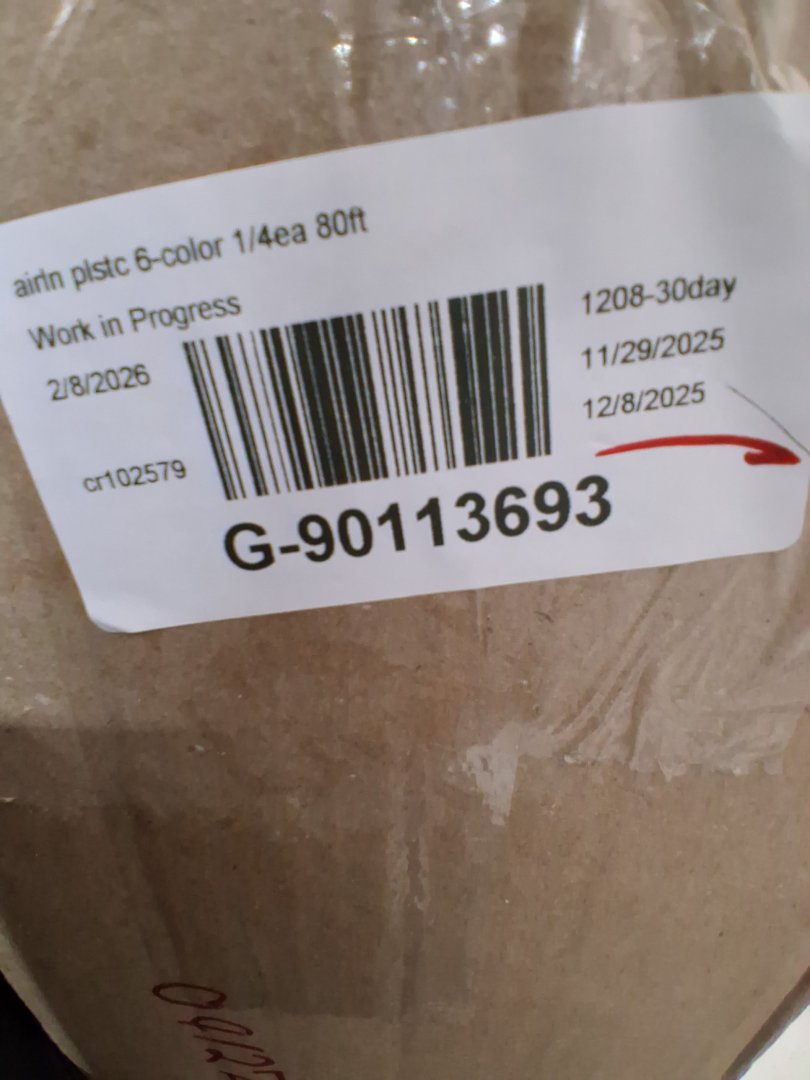 airln plstc 6-color 1/4ea 80ft
Work in Progress
2/8/2026
1208-30day
11/29/2025
12/8/2025
cr102579
G-90113693